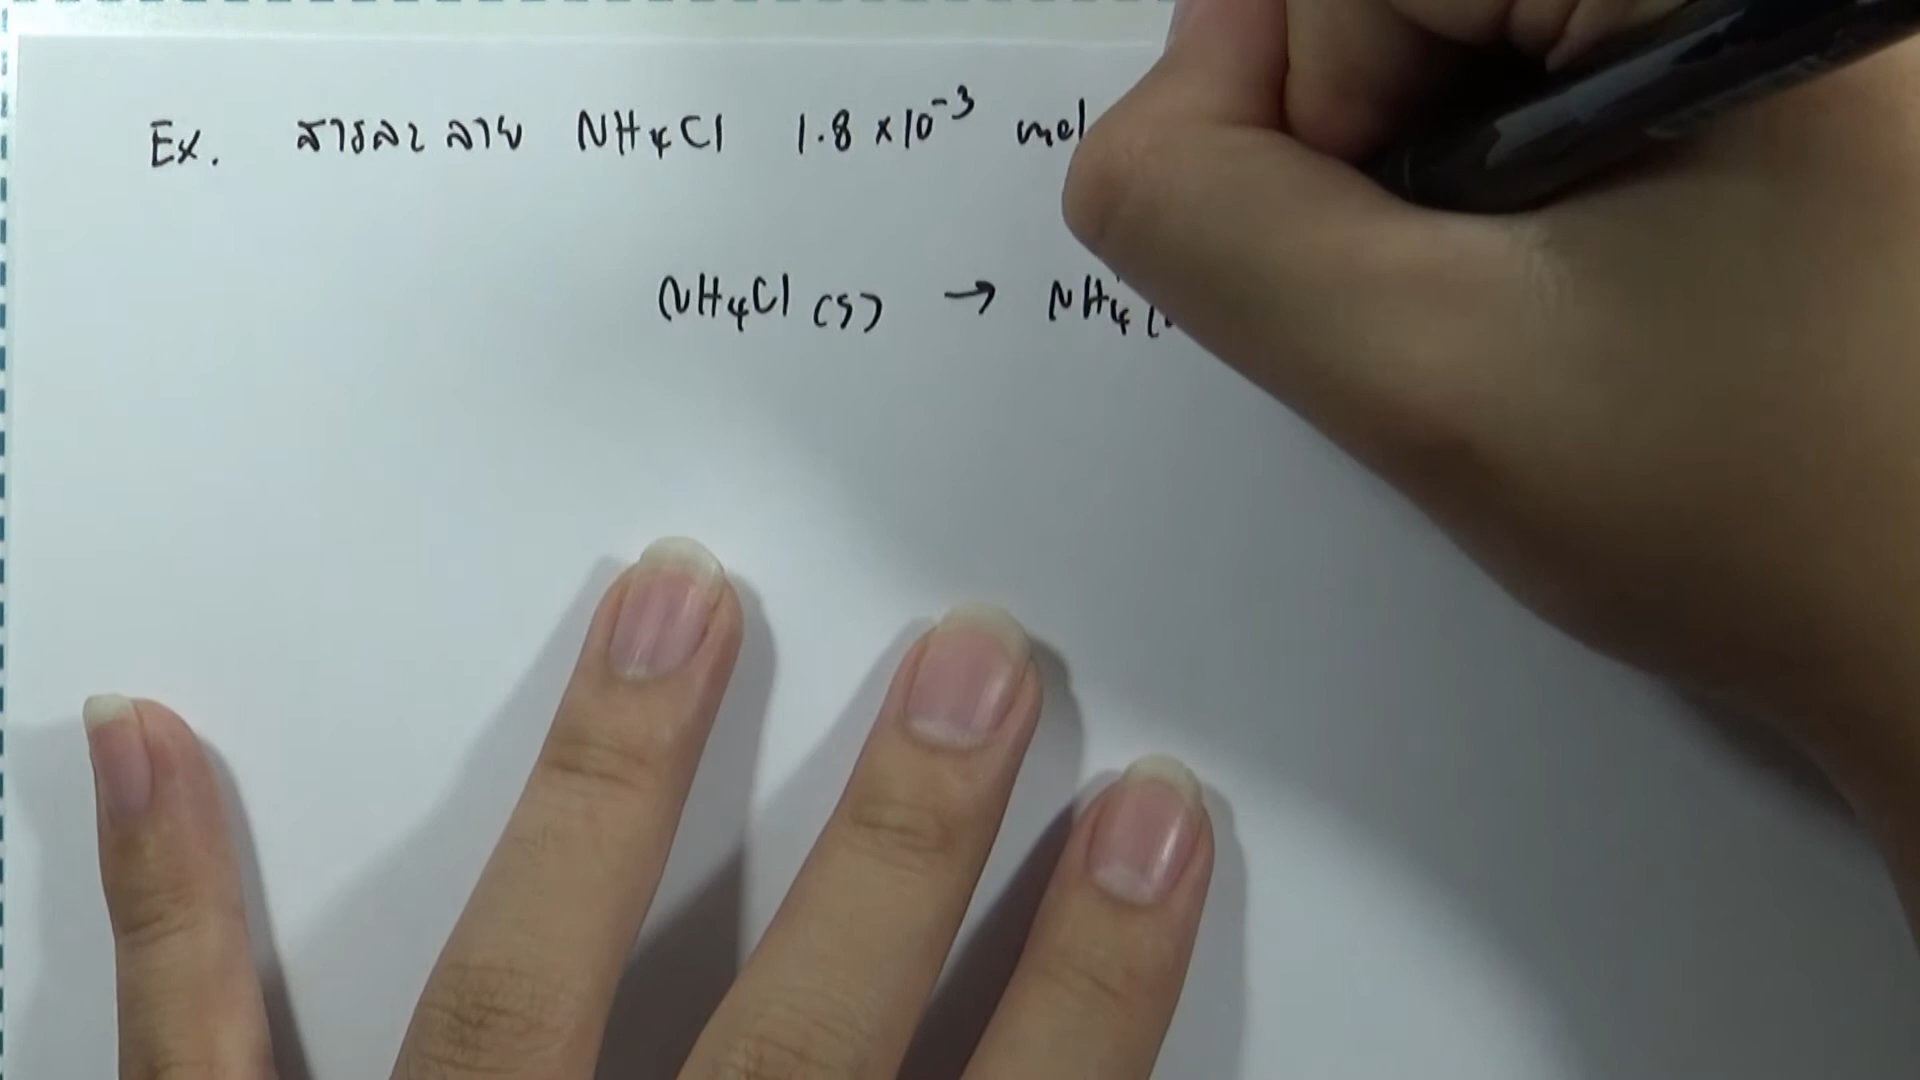 Ex. สารละลาย NH₄Cl 1.8 ×10⁻³ mol
NH₄Cl (s) → NH₄